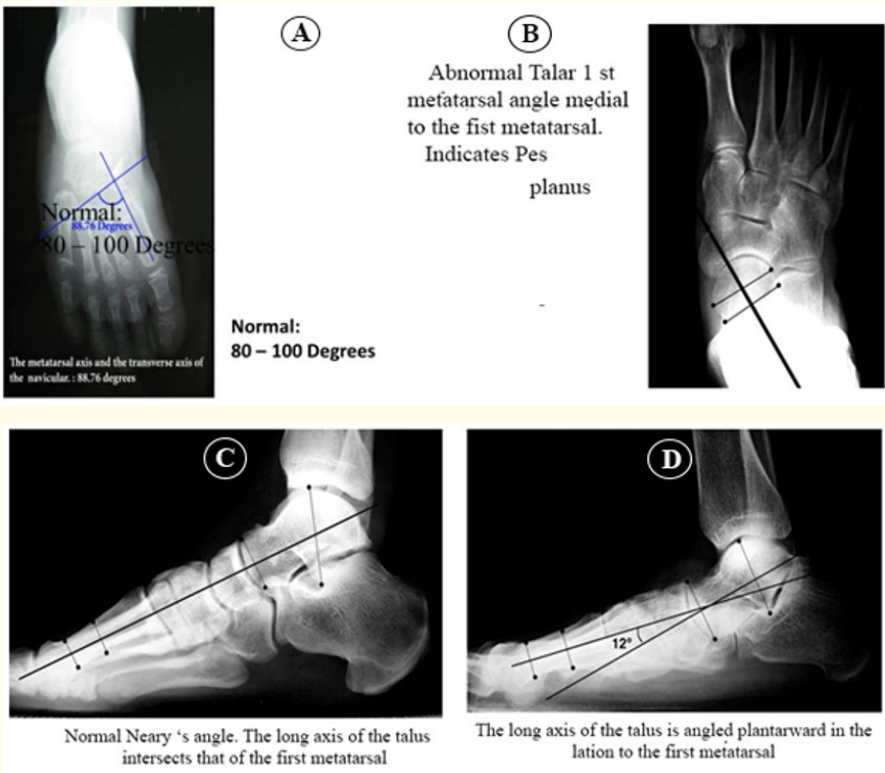 A
B
Abnormal Talar 1 st
metatarsal angle medial
to the fist metatarsal.
Indicates Pes
planus
-
Normal:
88.76 Degrees
80 – 100 Degrees
The metatarsal axis and the transverse axis of
the navicular. : 88.76 degrees
Normal:
80 – 100 Degrees
C
D
12°
Normal Neary ‘s angle. The long axis of the talus
intersects that of the first metatarsal
The long axis of the talus is angled plantarward in the
lation to the first metatarsal